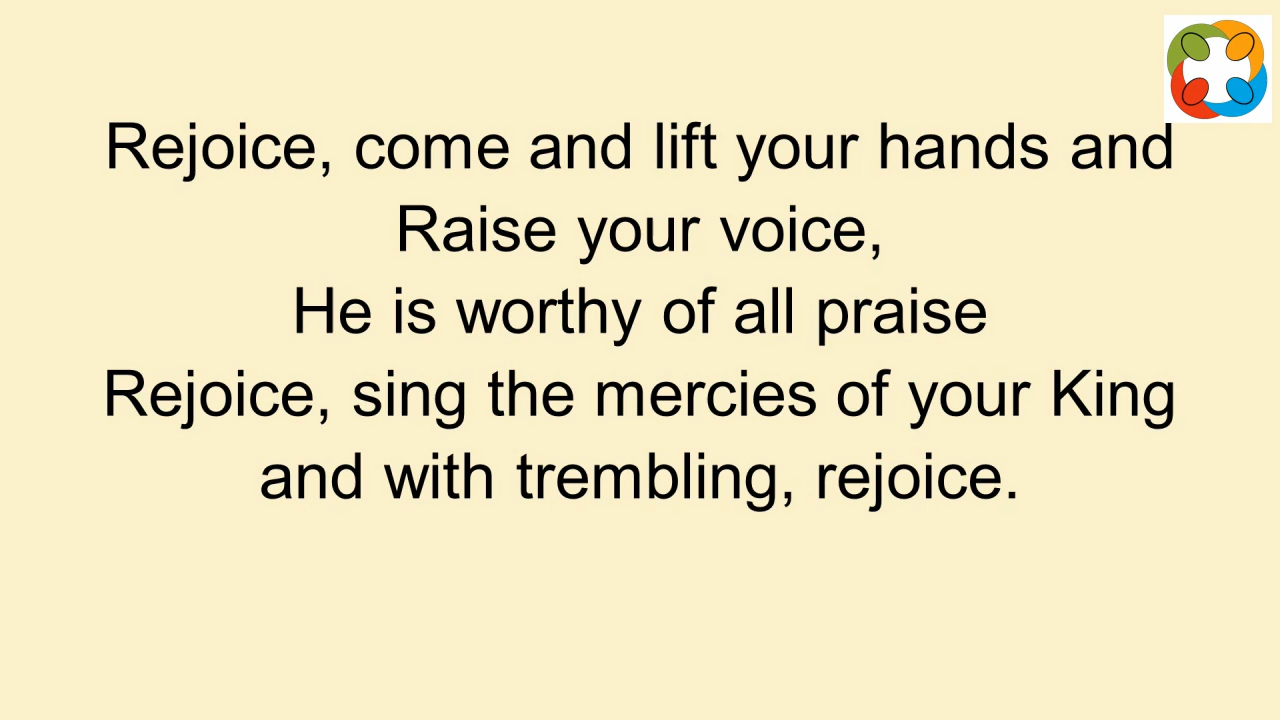 Rejoice, come and lift your hands and
Raise your voice,
He is worthy of all praise
Rejoice, sing the mercies of your King
and with trembling, rejoice.